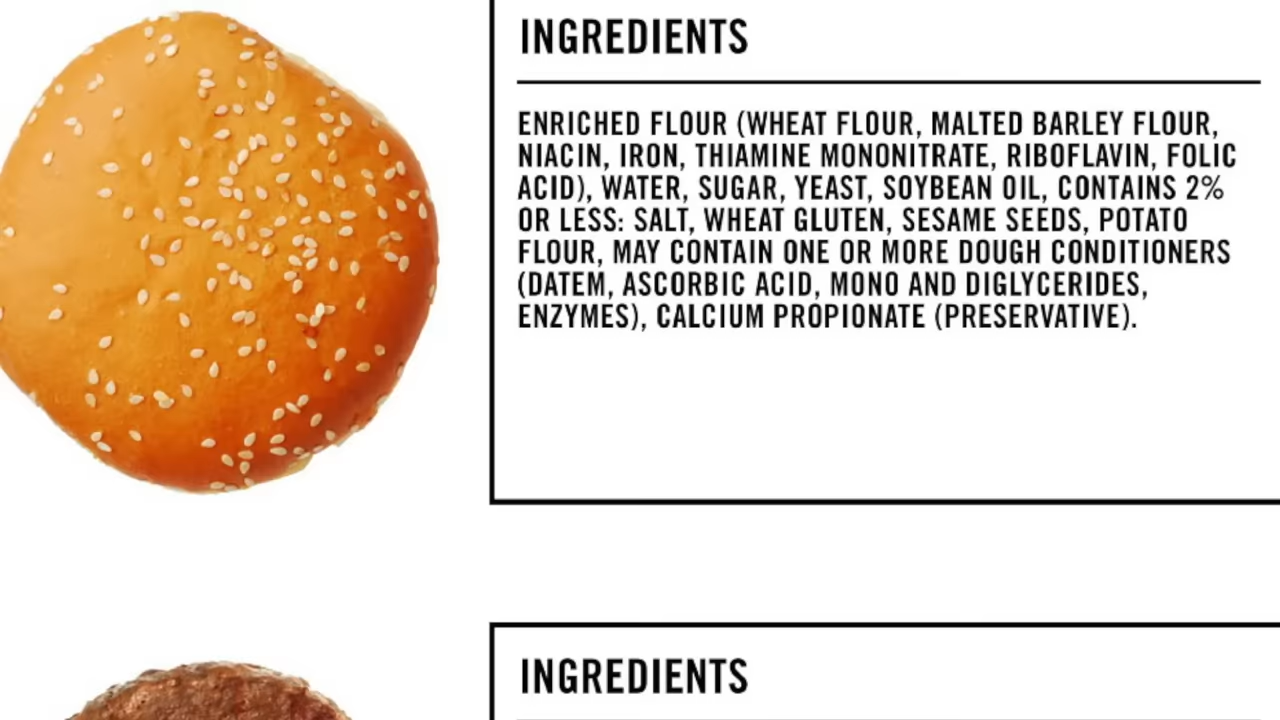 INGREDIENTS
ENRICHED FLOUR (WHEAT FLOUR, MALTED BARLEY FLOUR,
NIACIN, IRON, THIAMINE MONONITRATE, RIBOFLAVIN, FOLIC
ACID), WATER, SUGAR, YEAST, SOYBEAN OIL, CONTAINS 2%
OR LESS: SALT, WHEAT GLUTEN, SESAME SEEDS, POTATO
FLOUR, MAY CONTAIN ONE OR MORE DOUGH CONDITIONERS
(DATEM, ASCORBIC ACID, MONO AND DIGLYCERIDES,
ENZYMES), CALCIUM PROPIONATE (PRESERVATIVE).
INGREDIENTS